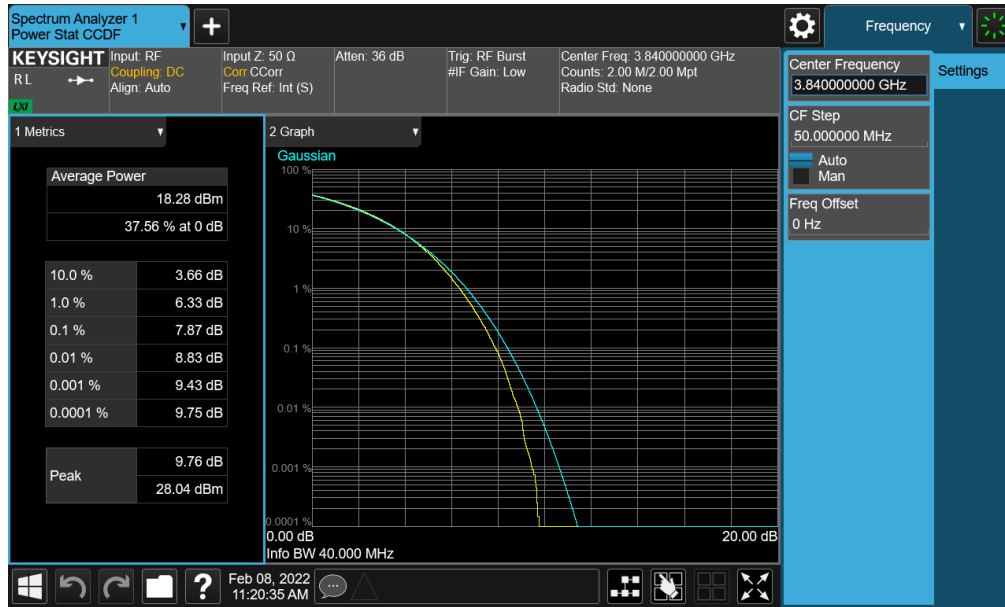 Spectrum Analyzer 1
Power Stat CCDF
Frequency
KEYSIGHT
R L
LXI
Input: RF
Coupling: DC
Align: Auto
Input Z: 50 Ω
Corr CCorr
Freq Ref: Int (S)
Atten: 36 dB
Trig: RF Burst
#IF Gain: Low
Center Freq: 3.840000000 GHz
Counts: 2.00 M/2.00 Mpt
Radio Std: None
Center Frequency
3.840000000 GHz
Settings
CF Step
50.000000 MHz
Auto
Man
Freq Offset
0 Hz
1 Metrics
Average Power
18.28 dBm
37.56 % at 0 dB
10.0 % 3.66 dB
1.0 % 6.33 dB
0.1 % 7.87 dB
0.01 % 8.83 dB
0.001 % 9.43 dB
0.0001 % 9.75 dB
Peak
9.76 dB
28.04 dBm
2 Graph
Gaussian
100 %
10 %
1 %
0.1 %
0.01 %
0.001 %
0.0001 %
0.00 dB 20.00 dB
Info BW 40.000 MHz
?
Feb 08, 2022
11:20:35 AM